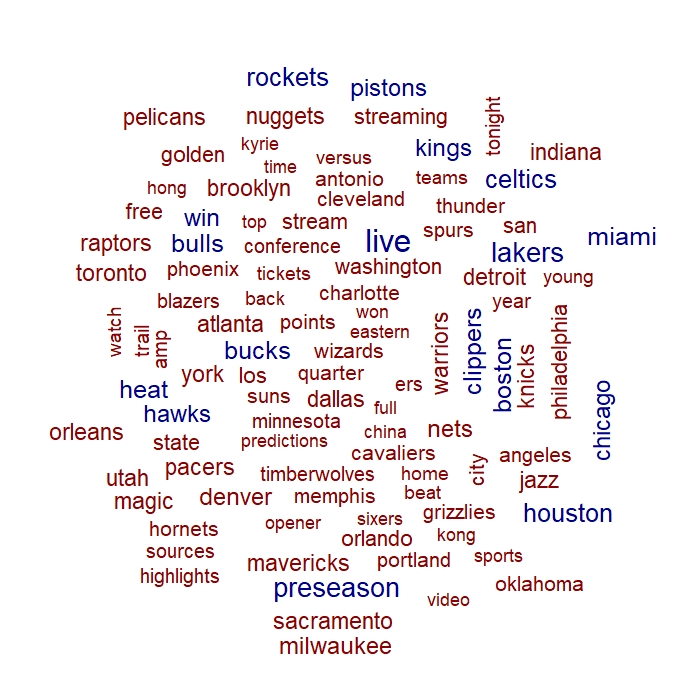 rockets
pistons
pelicans
nuggets
streaming
tonight
golden
kyrie
time
versus
kings
indiana
hong
brooklyn
antonio
cleveland
teams
celtics
free
win
top
stream
thunder
spurs
san
miami
raptors
bulls
conference
live
lakers
toronto
phoenix
tickets
washington
detroit
young
blazers
back
charlotte
year
watch
trail
amp
atlanta
points
won
eastern
warriors
clippers
boston
knicks
philadelphia
bucks
wizards
heat
york
los
quarter
ers
chicago
hawks
suns
dallas
full
orleans
state
minnesota
predictions
china
nets
cavaliers
utah
pacers
timberwolves
home
city
angeles
magic
denver
memphis
beat
jazz
hornets
opener
sixers
grizzlies
houston
sources
orlando
kong
highlights
mavericks
portland
sports
preseason
video
oklahoma
sacramento
milwaukee